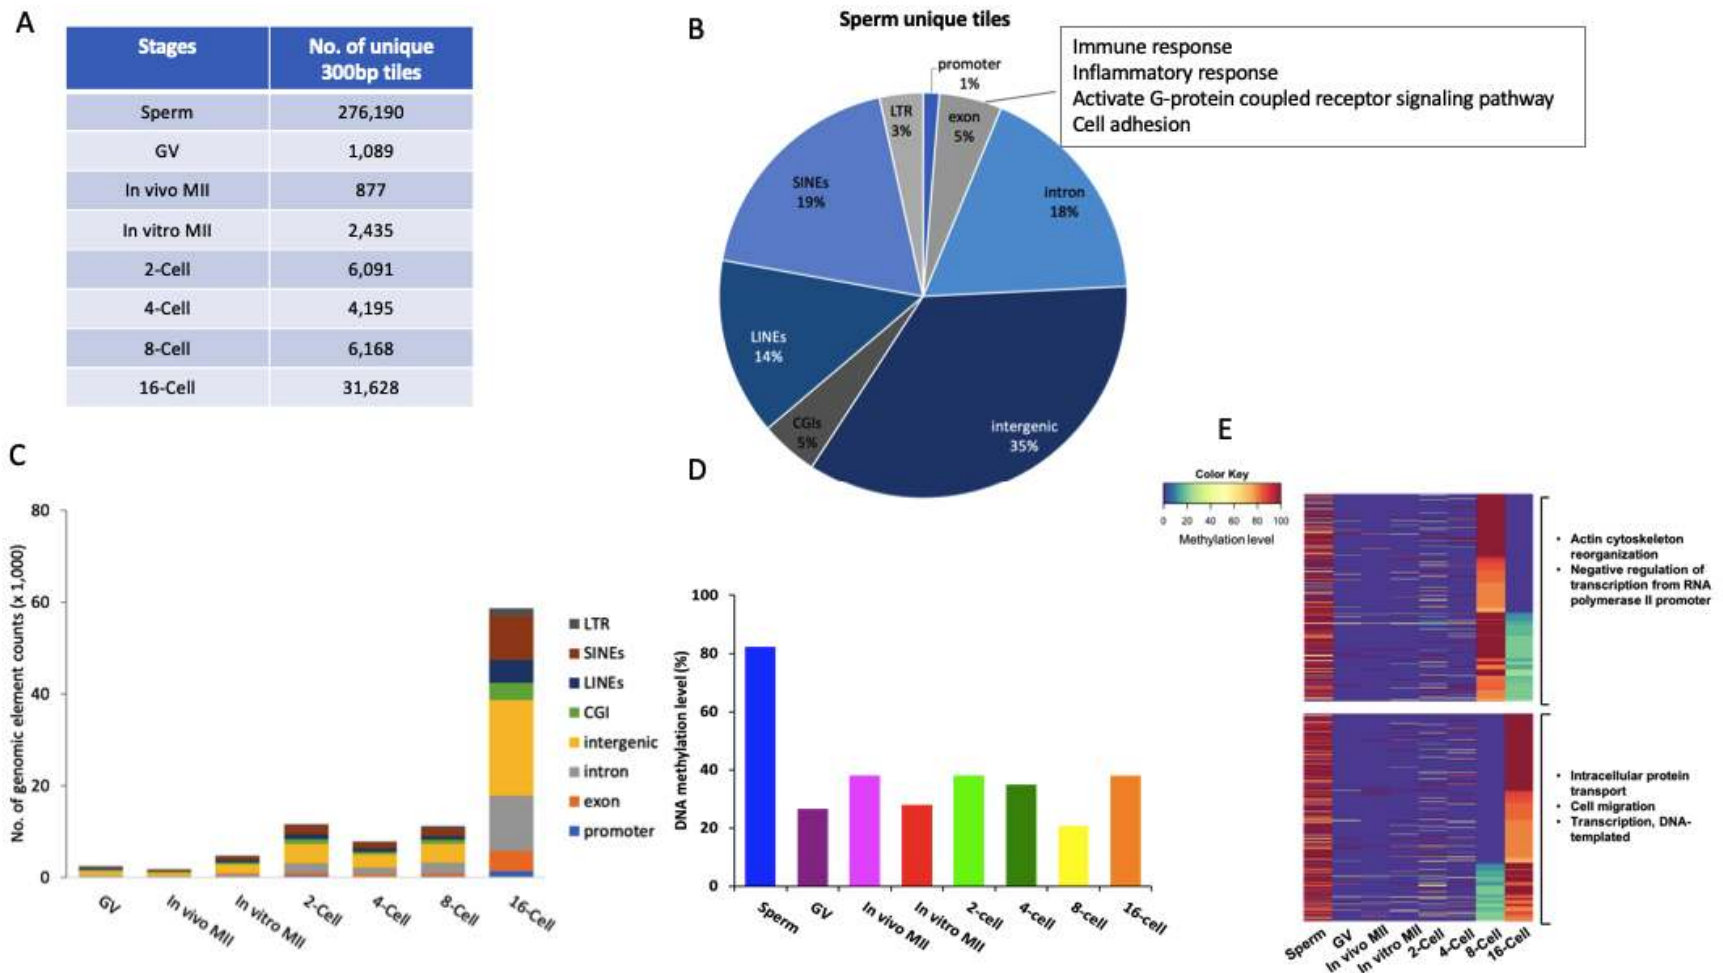 A
Stages No. of unique
300bp tiles
Sperm 276,190
GV 1,089
In vivo MII 877
In vitro MII 2,435
2-Cell 6,091
4-Cell 4,195
8-Cell 6,168
16-Cell 31,628
B
Sperm unique tiles
promoter
1%
exon
5%
intron
18%
intergenic
35%
CGIs
5%
LINEs
14%
SINEs
19%
LTR
3%
Immune response
Inflammatory response
Activate G-protein coupled receptor signaling pathway
Cell adhesion
C
No. of genomic element counts (x 1,000)
80
60
40
20
0
GV
In vivo MII
In vitro MII
2-Cell
4-Cell
8-Cell
16-Cell
LTR
SINEs
LINEs
CGI
intergenic
intron
exon
promoter
D
DNA methylation level (%)
100
80
60
40
20
0
Sperm
GV
In vivo MII
In vitro MII
2-cell
4-cell
8-cell
16-cell
E
Color Key
0 20 40 60 80 100
Methylation level
• Actin cytoskeleton
reorganization
• Negative regulation of
transcription from RNA
polymerase II promoter
• Intracellular protein
transport
• Cell migration
• Transcription, DNA-
templated
Sperm
GV
In vivo MII
In vitro MII
2-Cell
4-Cell
8-Cell
16-Cell